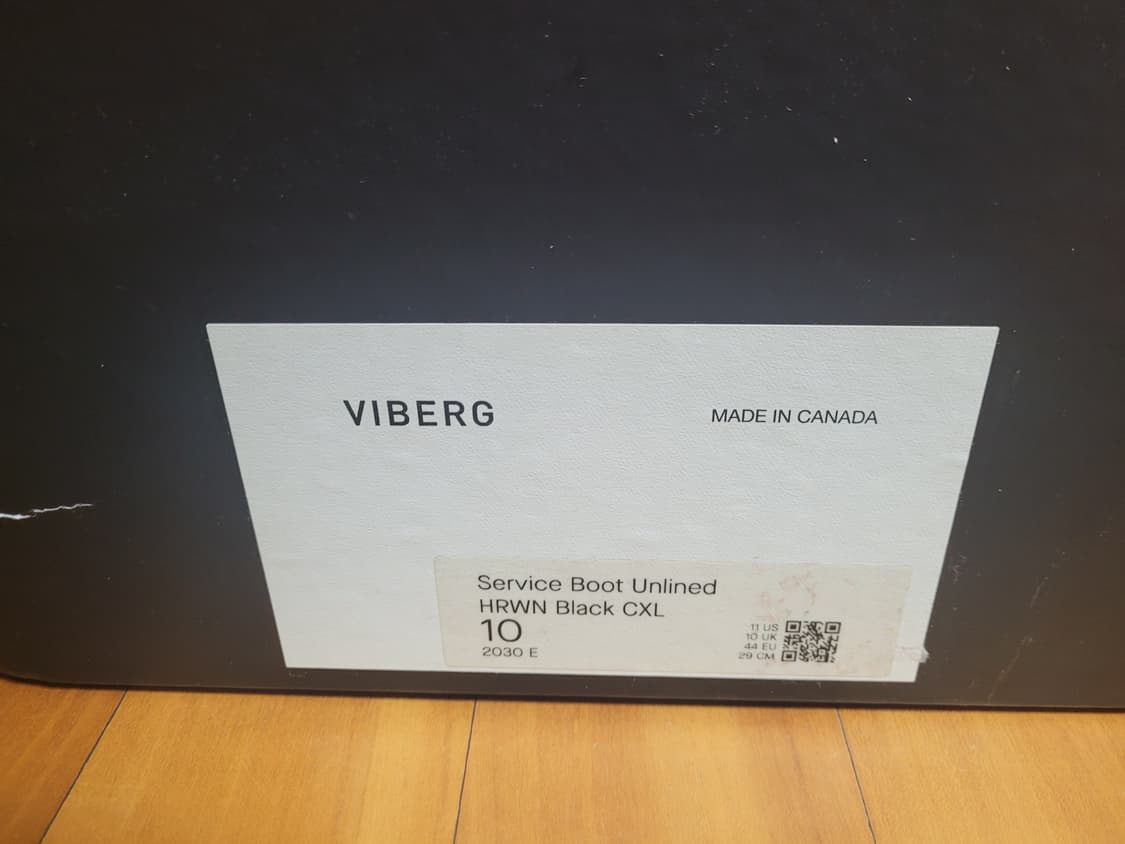 VIBERG
MADE IN CANADA
Service Boot Unlined
HRWN Black CXL
10
2030 E
11 US
10 UK
44 EU
29 CM